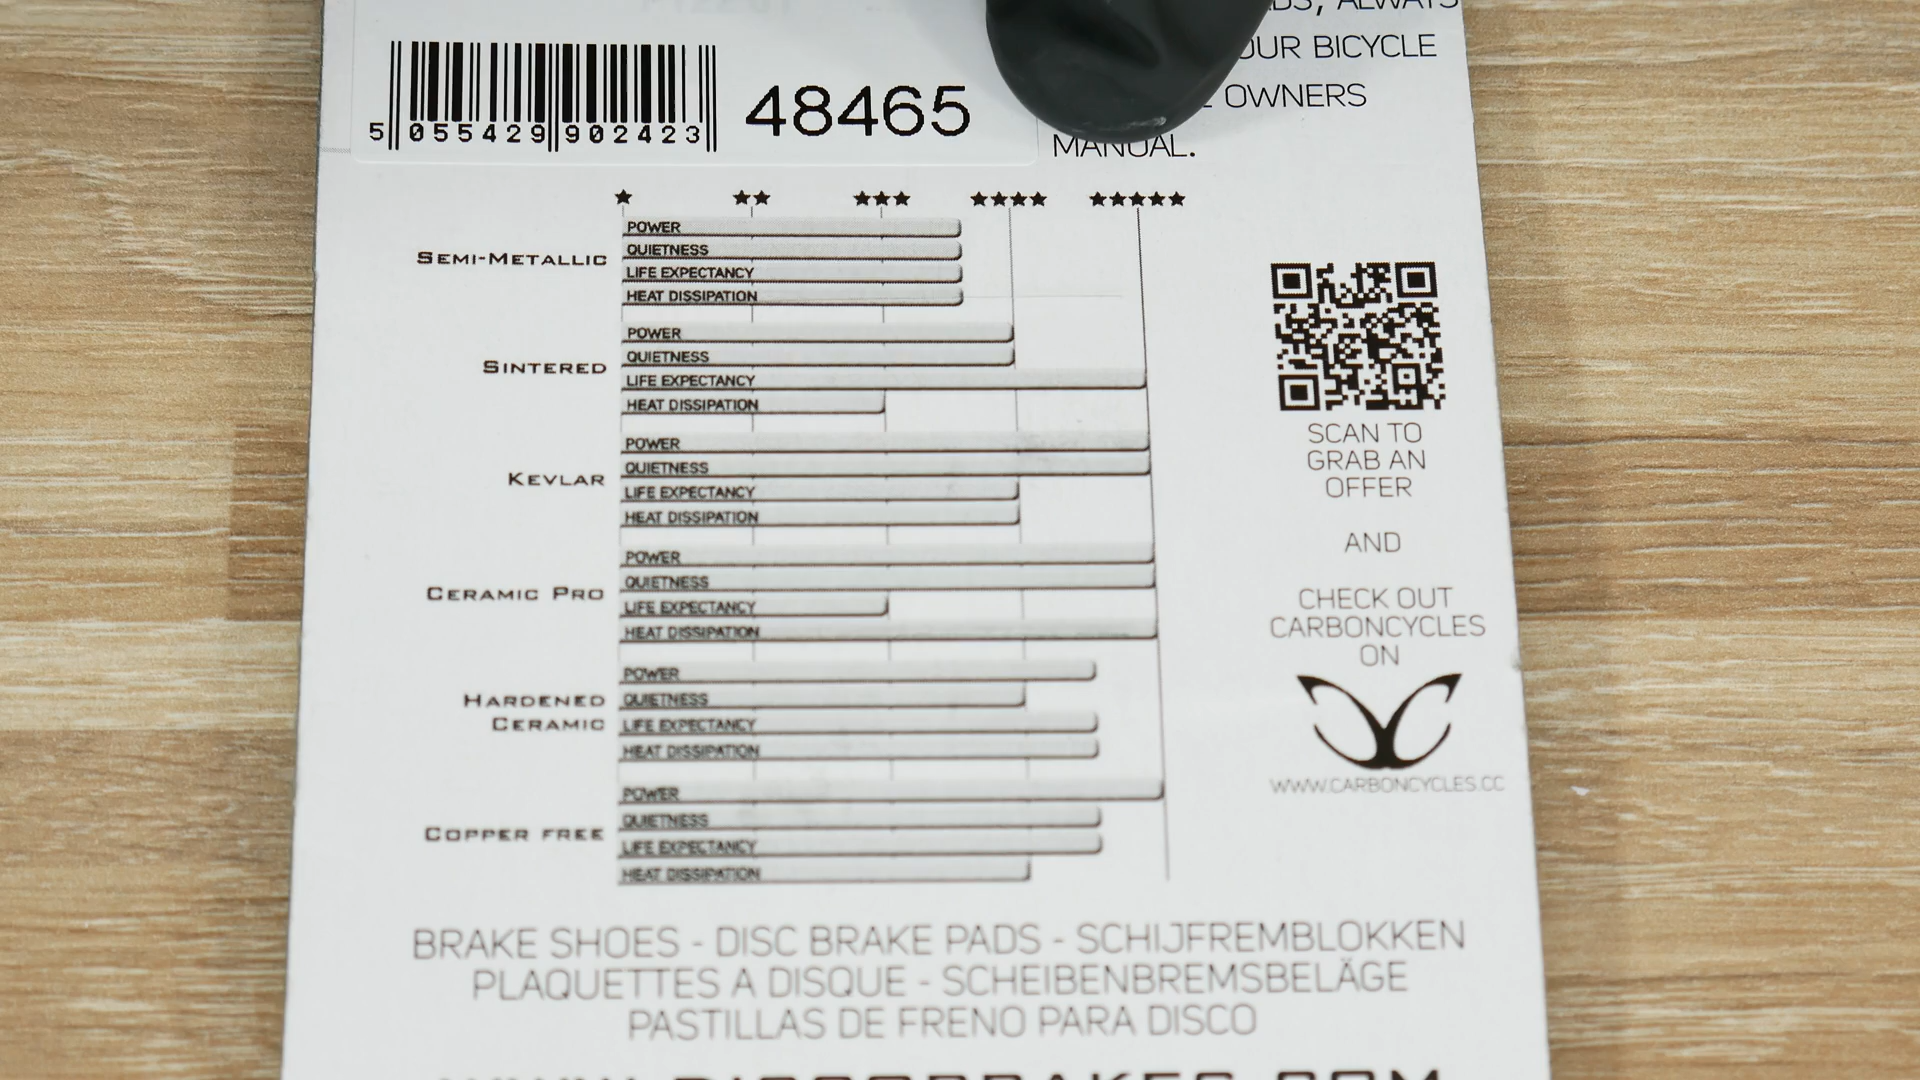 OUR BICYCLE
5 055429 902423
48465
OWNERS
MANUAL.
★ ★★ ★★★ ★★★★ ★★★★★
SEMI-METALLIC
POWER
QUIETNESS
LIFE EXPECTANCY
HEAT DISSIPATION
SINTERED
POWER
QUIETNESS
LIFE EXPECTANCY
HEAT DISSIPATION
KEVLAR
POWER
QUIETNESS
LIFE EXPECTANCY
HEAT DISSIPATION
CERAMIC PRO
POWER
QUIETNESS
LIFE EXPECTANCY
HEAT DISSIPATION
HARDENED
CERAMIC
POWER
QUIETNESS
LIFE EXPECTANCY
HEAT DISSIPATION
COPPER FREE
POWER
QUIETNESS
LIFE EXPECTANCY
HEAT DISSIPATION
SCAN TO
GRAB AN
OFFER
AND
CHECK OUT
CARBONCYCLES
ON
WWW.CARBONCYCLES.CC
BRAKE SHOES - DISC BRAKE PADS - SCHIJFREMBLOKKEN
PLAQUETTES A DISQUE - SCHEIBENBREMSBELÄGE
PASTILLAS DE FRENO PARA DISCO